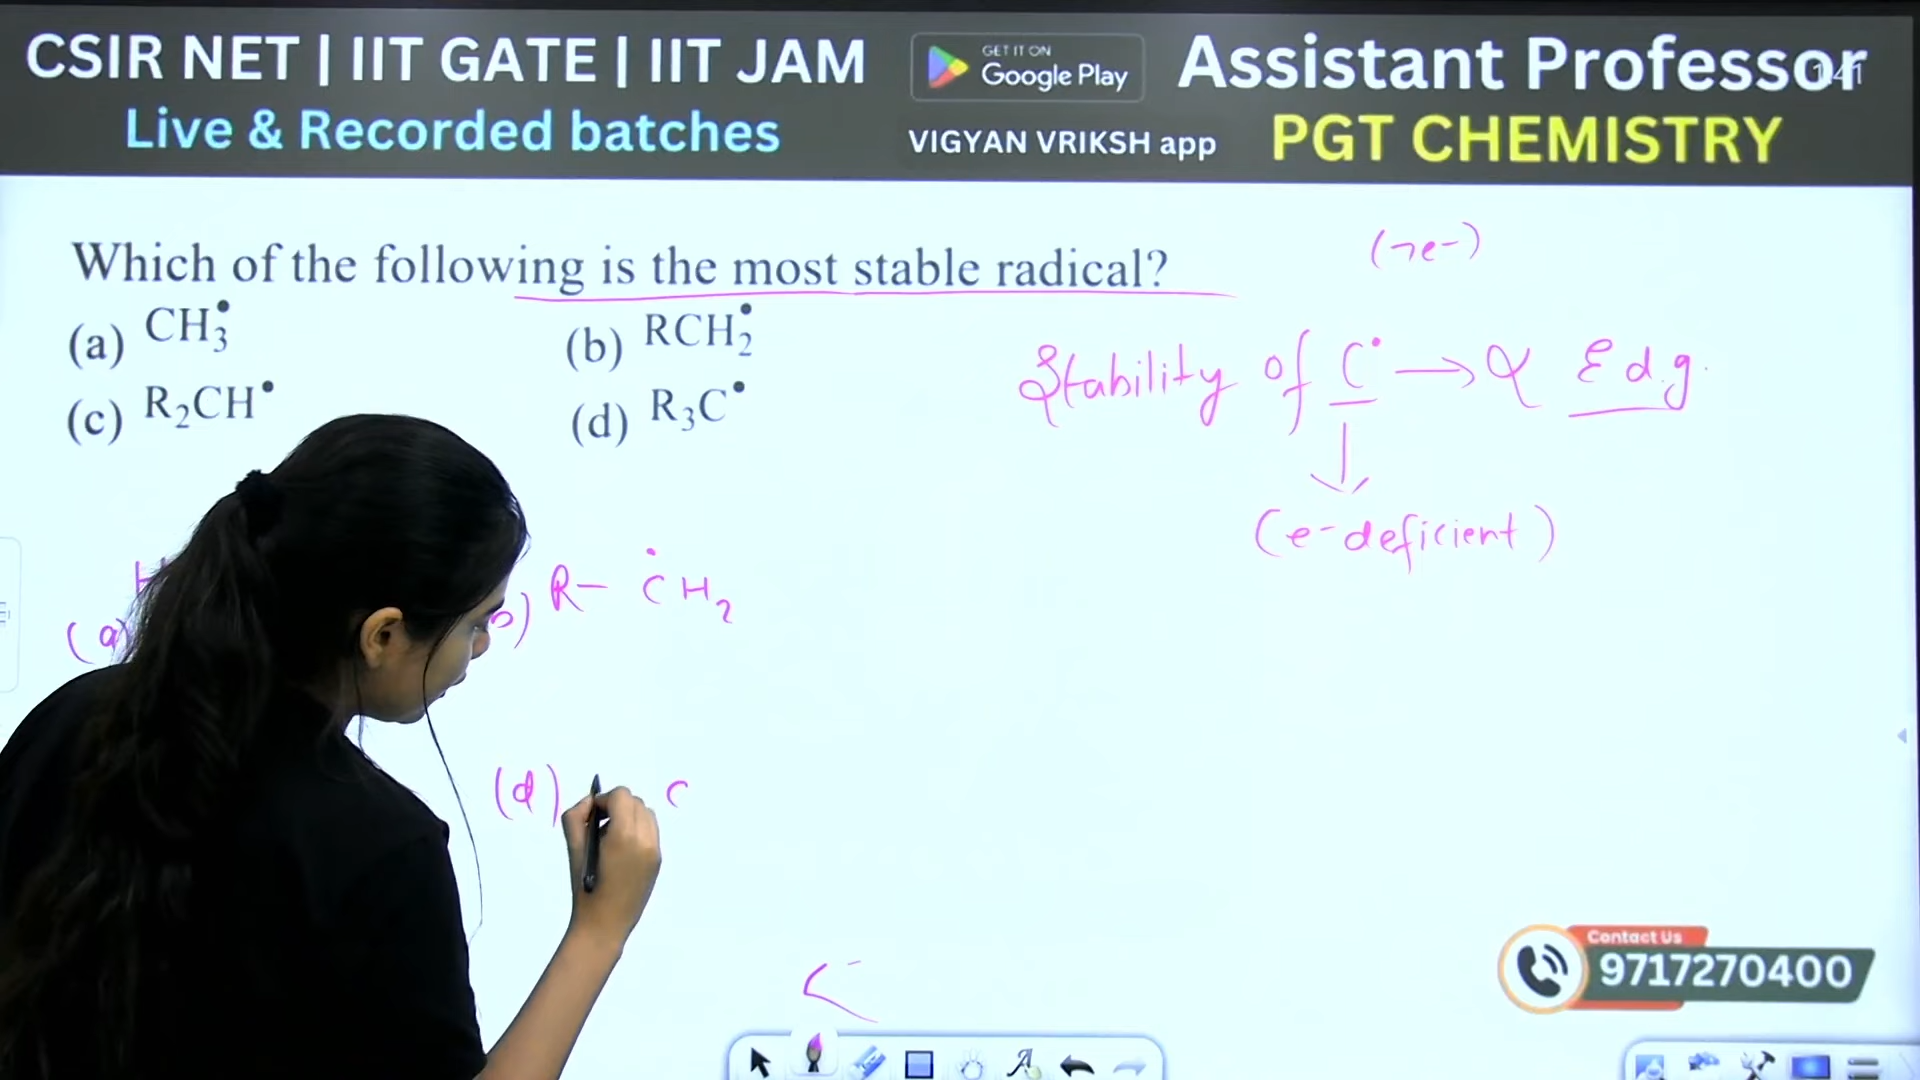 CSIR NET | IIT GATE | IIT JAM
Live & Recorded batches
GET IT ON
Google Play
VIGYAN VRIKSH app
Assistant Professor
PGT CHEMISTRY
Which of the following is the most stable radical?
(a) CH₃•
(b) RCH₂•
(c) R₂CH•
(d) R₃C•
(7e-)
Stability of C• → α Edg.
(e-deficient)
(a) H
b) R- ĊH₂
(d) C
Contact Us
9717270400